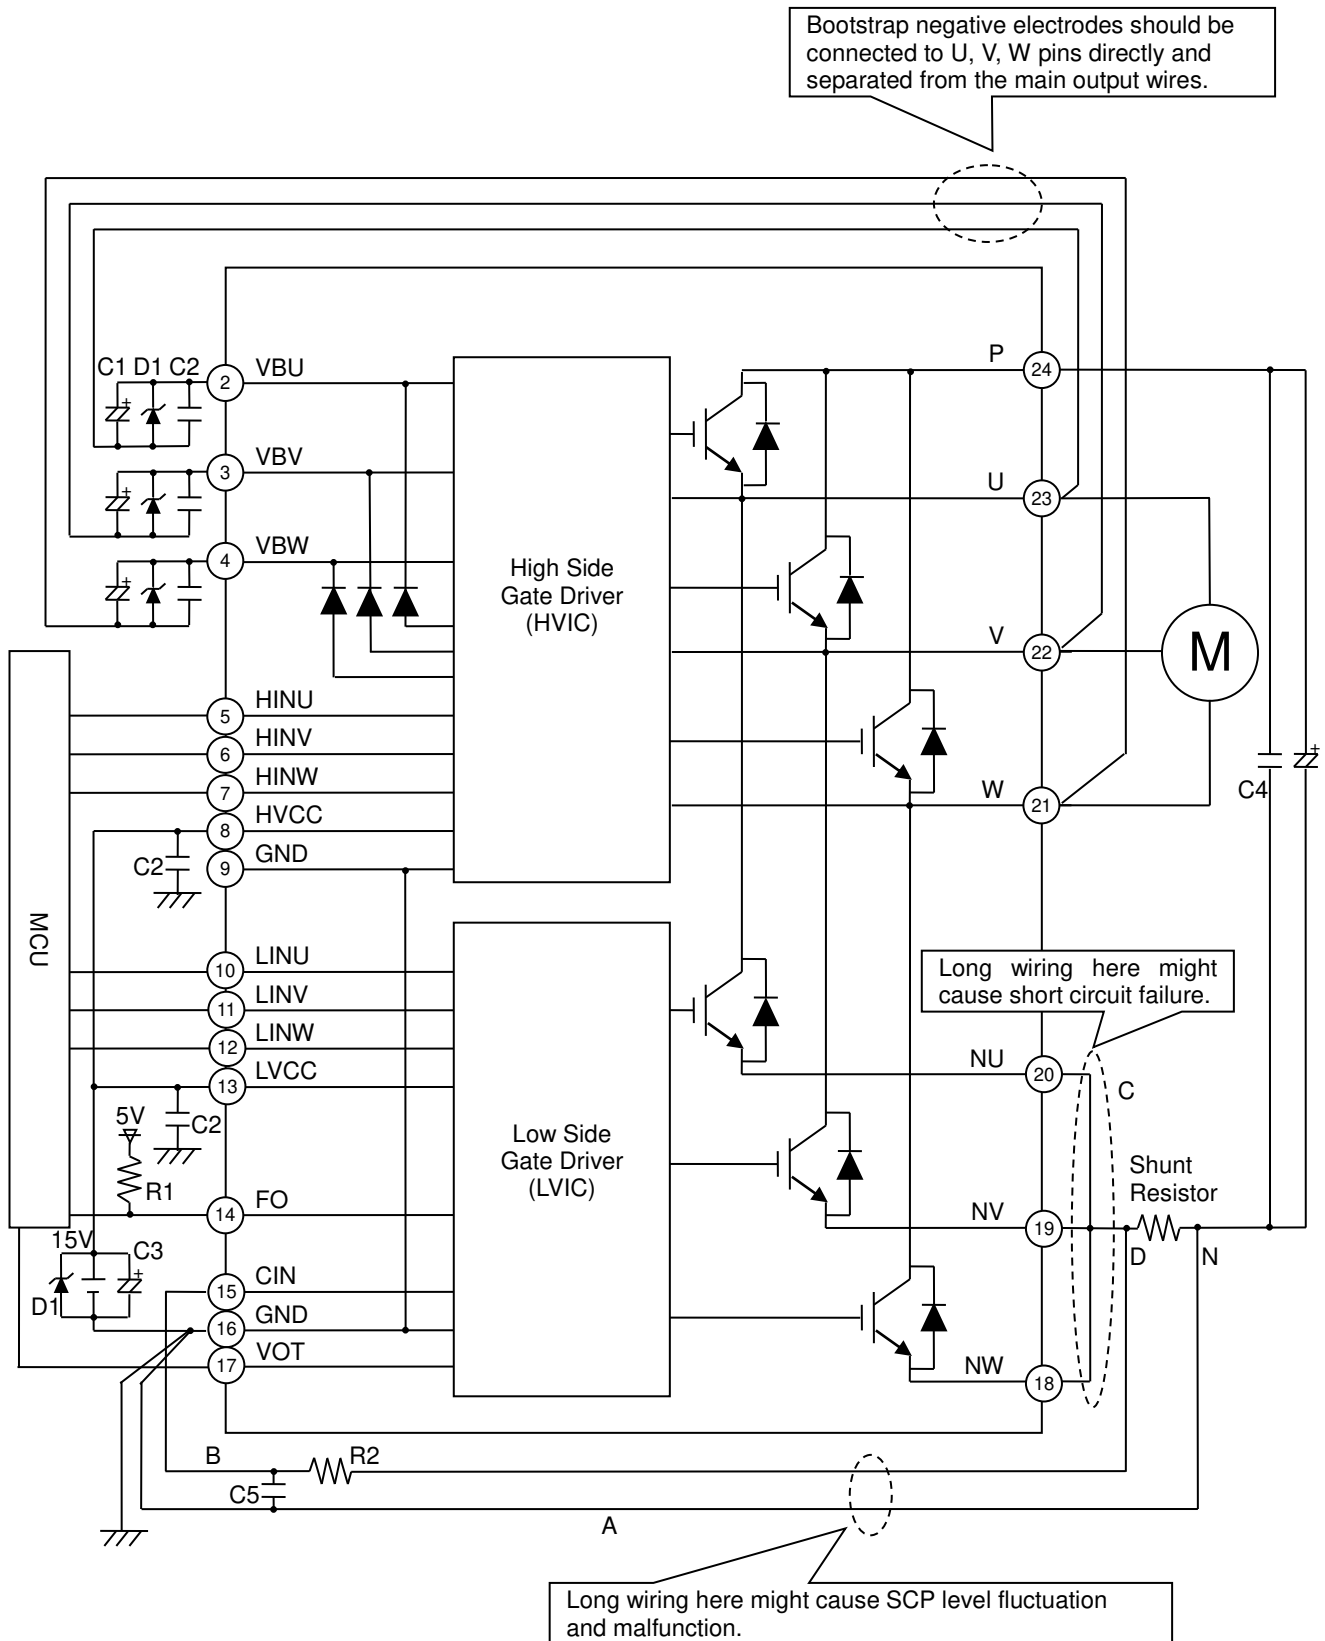 Bootstrap negative electrodes should be
connected to U, V, W pins directly and
separated from the main output wires.
C1 D1 C2
+
2
VBU
P
24
+
3
VBV
U
23
+
4
VBW
High Side
Gate Driver
(HVIC)
V
22
M
5
HINU
6
HINV
7
HINW
8
HVCC
C2
9
GND
W
21
C4
+
MCU
10
LINU
11
LINV
12
LINW
13
LVCC
C2
5V
R1
14
FO
15V
C3
+
D1
15
CIN
16
GND
17
VOT
Low Side
Gate Driver
(LVIC)
Long wiring here might
cause short circuit failure.
NU
20
C
Shunt
Resistor
NV
19
D
N
NW
18
B
R2
C5
A
Long wiring here might cause SCP level fluctuation
and malfunction.